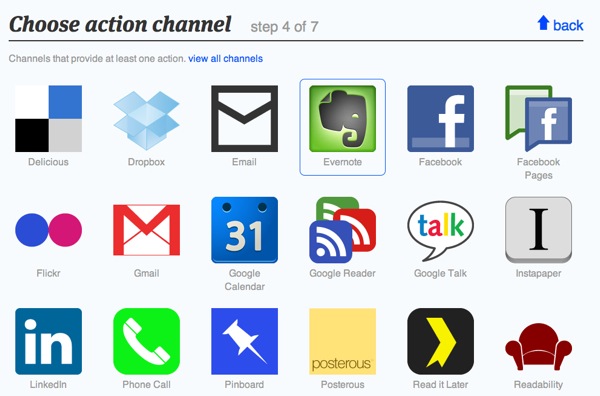 Choose action channel step 4 of 7 back
Channels that provide at least one action. view all channels
Delicious Dropbox Email Evernote Facebook Facebook Pages
31 talk I
Flickr Gmail Google Calendar Google Reader Google Talk Instapaper
in posterous
LinkedIn Phone Call Pinboard Posterous Read it Later Readability